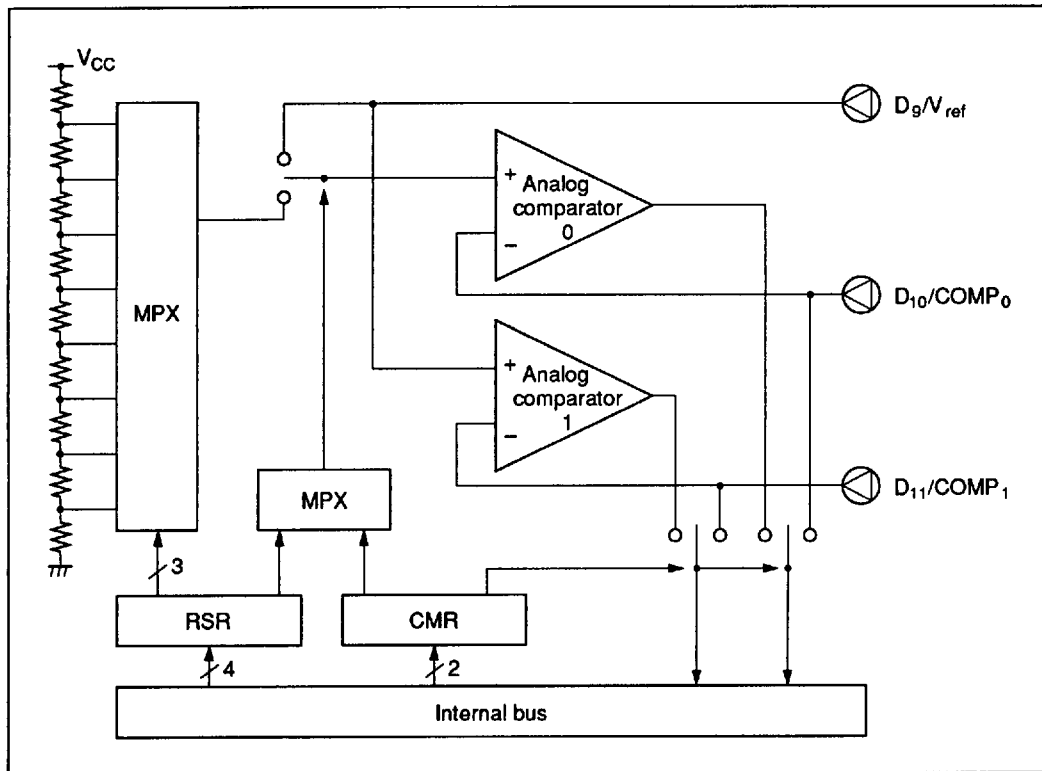 V_CC
D_9/V_ref
+
Analog
comparator
0
−
MPX
D_10/COMP_0
+
Analog
comparator
1
−
MPX
D_11/COMP_1
3
RSR
CMR
4
2
Internal bus